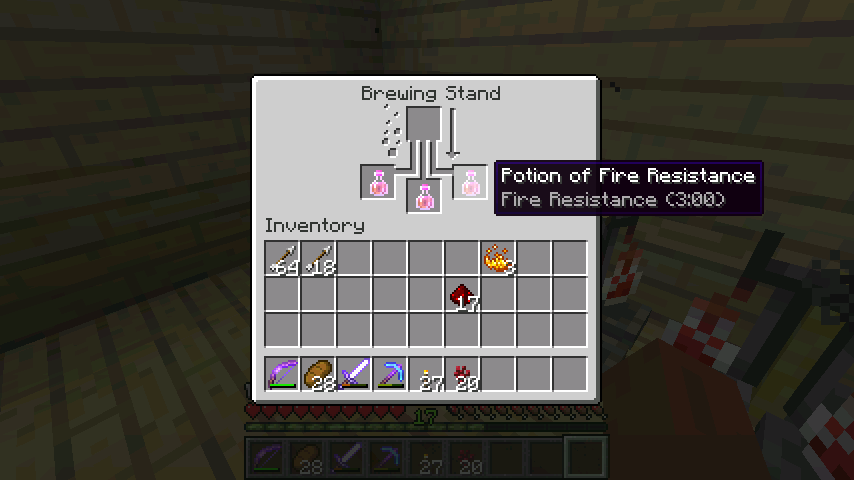 Brewing Stand
Potion of Fire Resistance
Fire Resistance (3:00)
Inventory
64
18
3
17
28
27
20
17
28
27
20